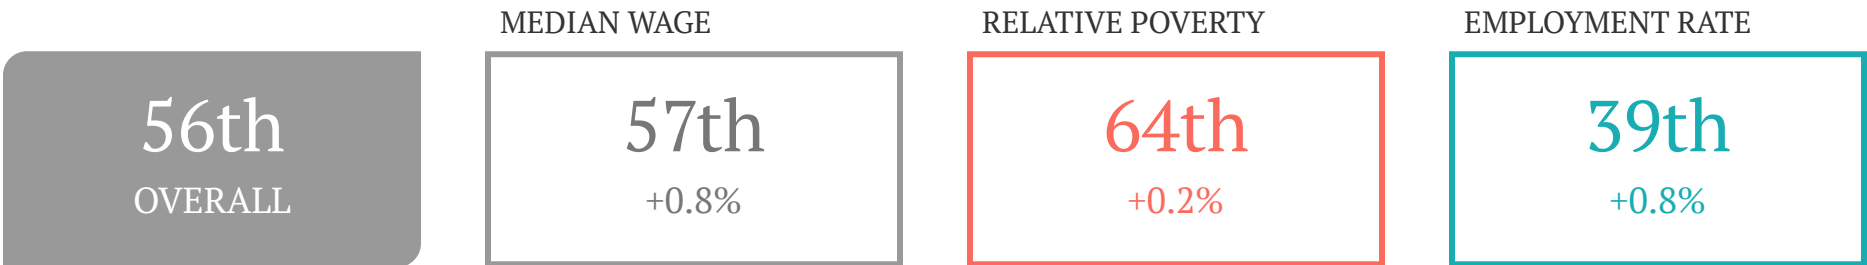 MEDIAN WAGE
RELATIVE POVERTY
EMPLOYMENT RATE
56th
OVERALL
57th
+0.8%
64th
+0.2%
39th
+0.8%